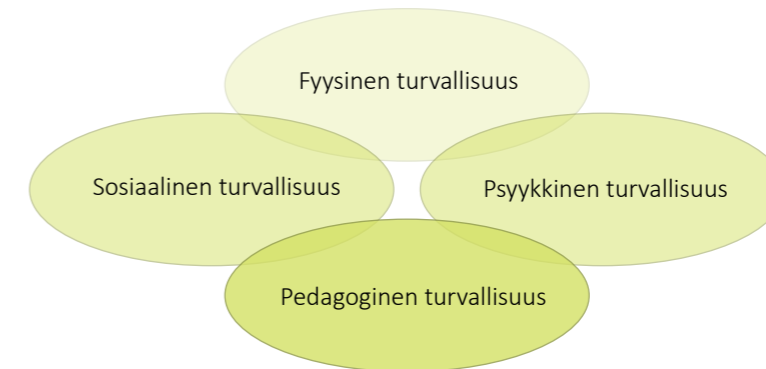 Fyysinen turvallisuus
Sosiaalinen turvallisuus
Psyykkinen turvallisuus
Pedagoginen turvallisuus